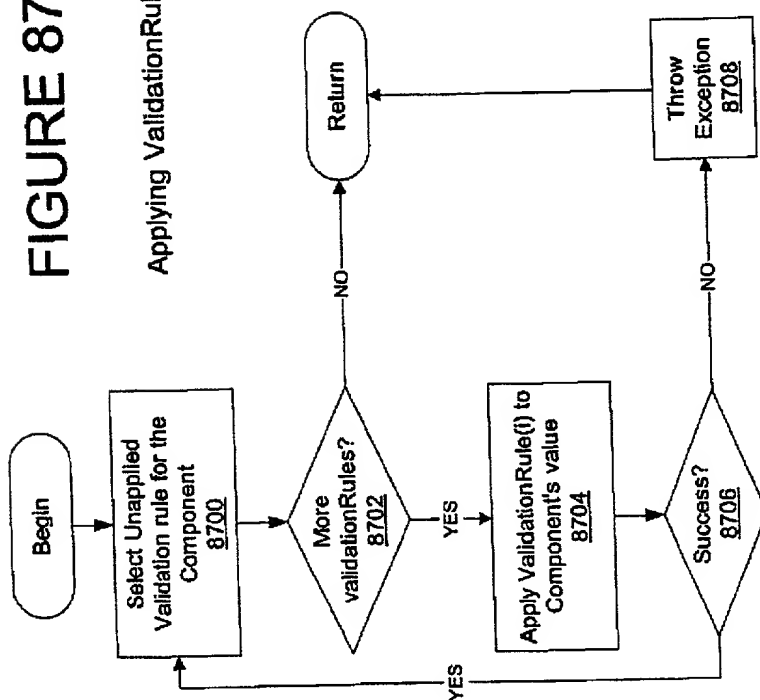 FIGURE 87
Applying ValidationRul
Begin
Select Unapplied
Validation rule for the
Component
8700
More
validationRules?
8702
NO
Return
YES
Apply ValidationRule(i) to
Component's value
8704
Success?
8706
NO
Throw
Exception
8708
YES